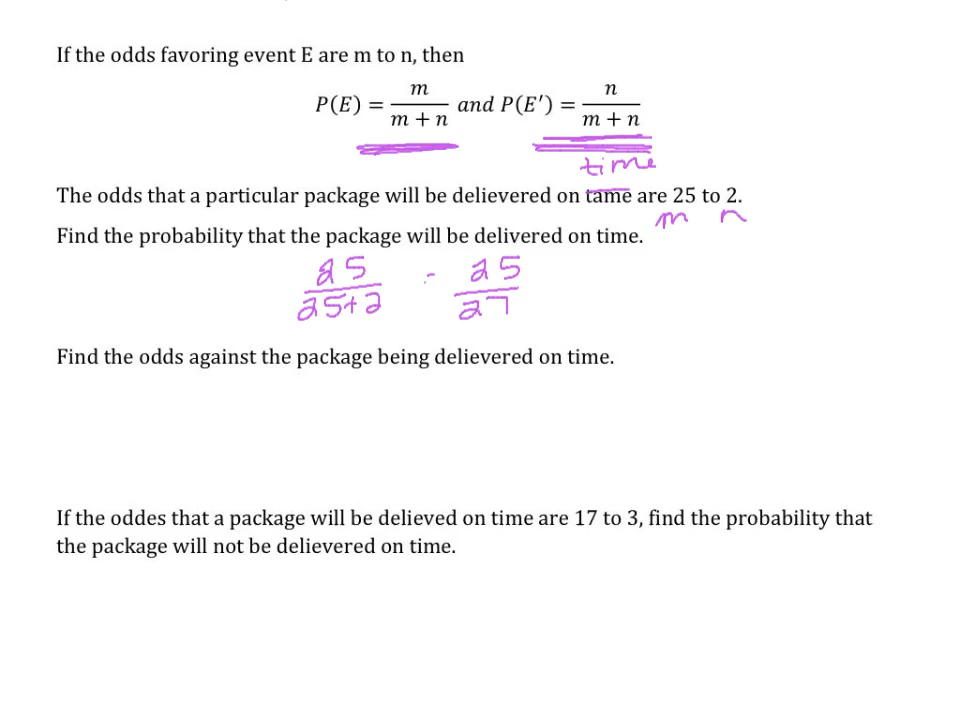 If the odds favoring event E are m to n, then
P(E) = m/(m + n) and P(E′) = n/(m + n)
time
The odds that a particular package will be delievered on tame are 25 to 2.
m n
Find the probability that the package will be delivered on time.
25/(25+2) = 25/27
Find the odds against the package being delievered on time.
If the oddes that a package will be delieved on time are 17 to 3, find the probability that
the package will not be delievered on time.